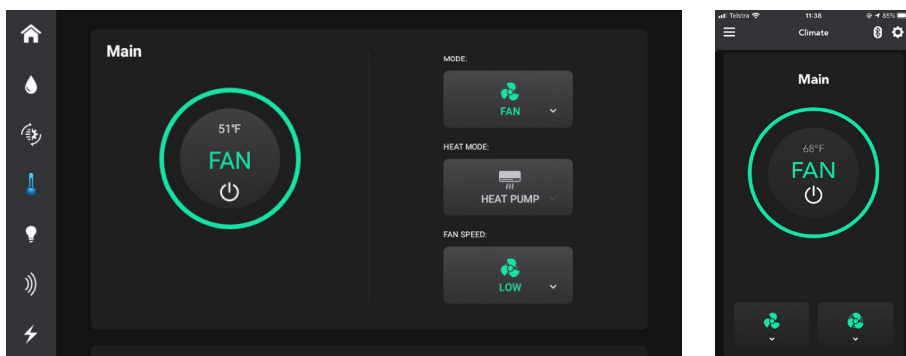 Main
51°F
FAN
MODE:
FAN
HEAT MODE:
HEAT PUMP
FAN SPEED:
LOW
Telstra 11:38 85%
Climate
Main
68°F
FAN